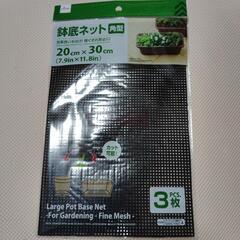 鉢底ネット 角型
20cm×30cm
(7.9in×11.8in)
カット
可能!
Large Pot Base Net
-For Gardening - Fine Mesh -
3 PCS.
枚